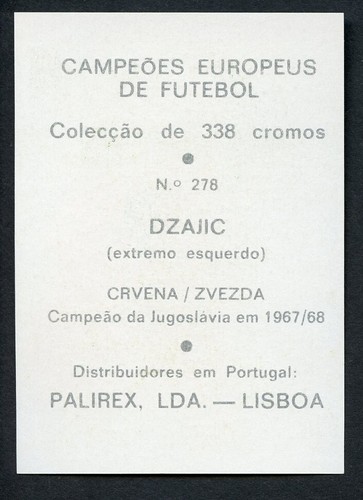 CAMPEÕES EUROPEUS
DE FUTEBOL
Colecção de 338 cromos
N.º 278
DZAJIC
(extremo esquerdo)
CRVENA / ZVEZDA
Campeão da Jugoslávia em 1967/68
Distribuidores em Portugal:
PALIREX, LDA. — LISBOA